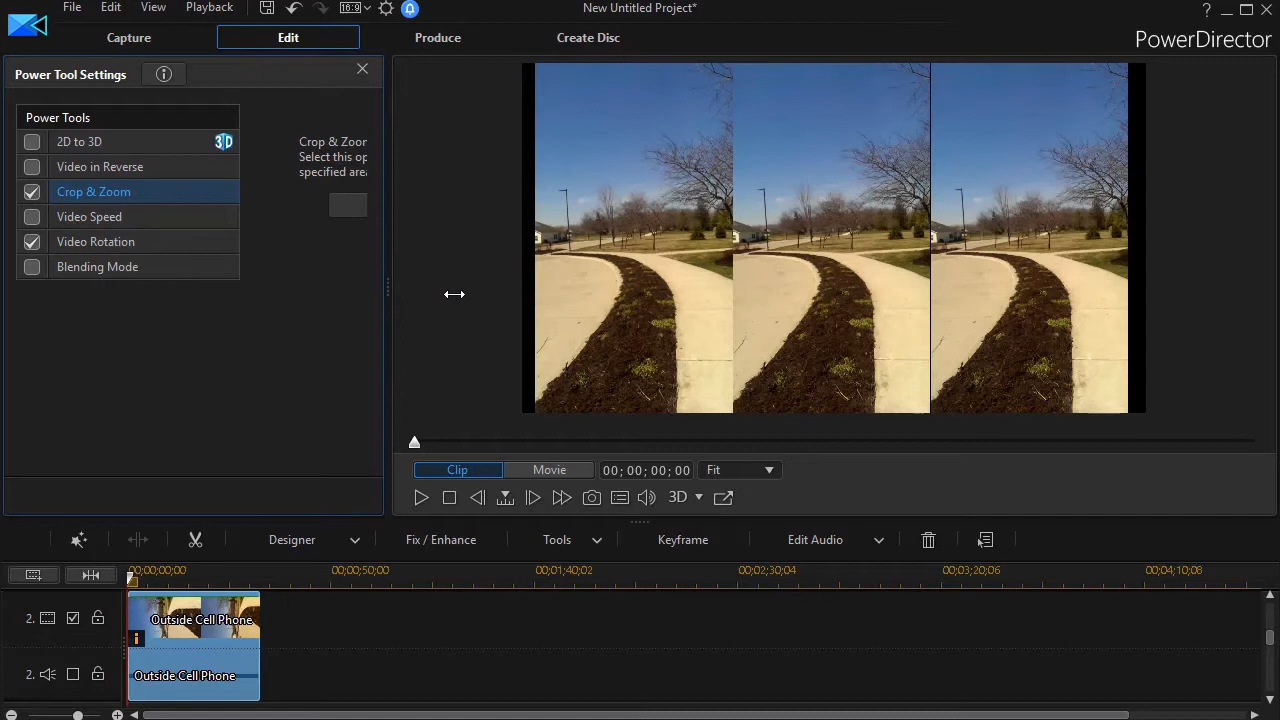 File Edit View Playback 16:9 New Untitled Project* ?
Capture Edit Produce Create Disc PowerDirector
Power Tool Settings
Power Tools
2D to 3D 3D
Video in Reverse
Crop & Zoom
Video Speed
Video Rotation
Blending Mode
Crop & Zoor
Select this op
specified area
Clip Movie 00; 00; 00; 00 Fit
3D
Designer Fix / Enhance Tools Keyframe Edit Audio
00;00;00;00 00;00;50;00 00;01;40;02 00;02;30;04 00;03;20;06 00;04;10;08
2. Outside Cell Phone
2. Outside Cell Phone